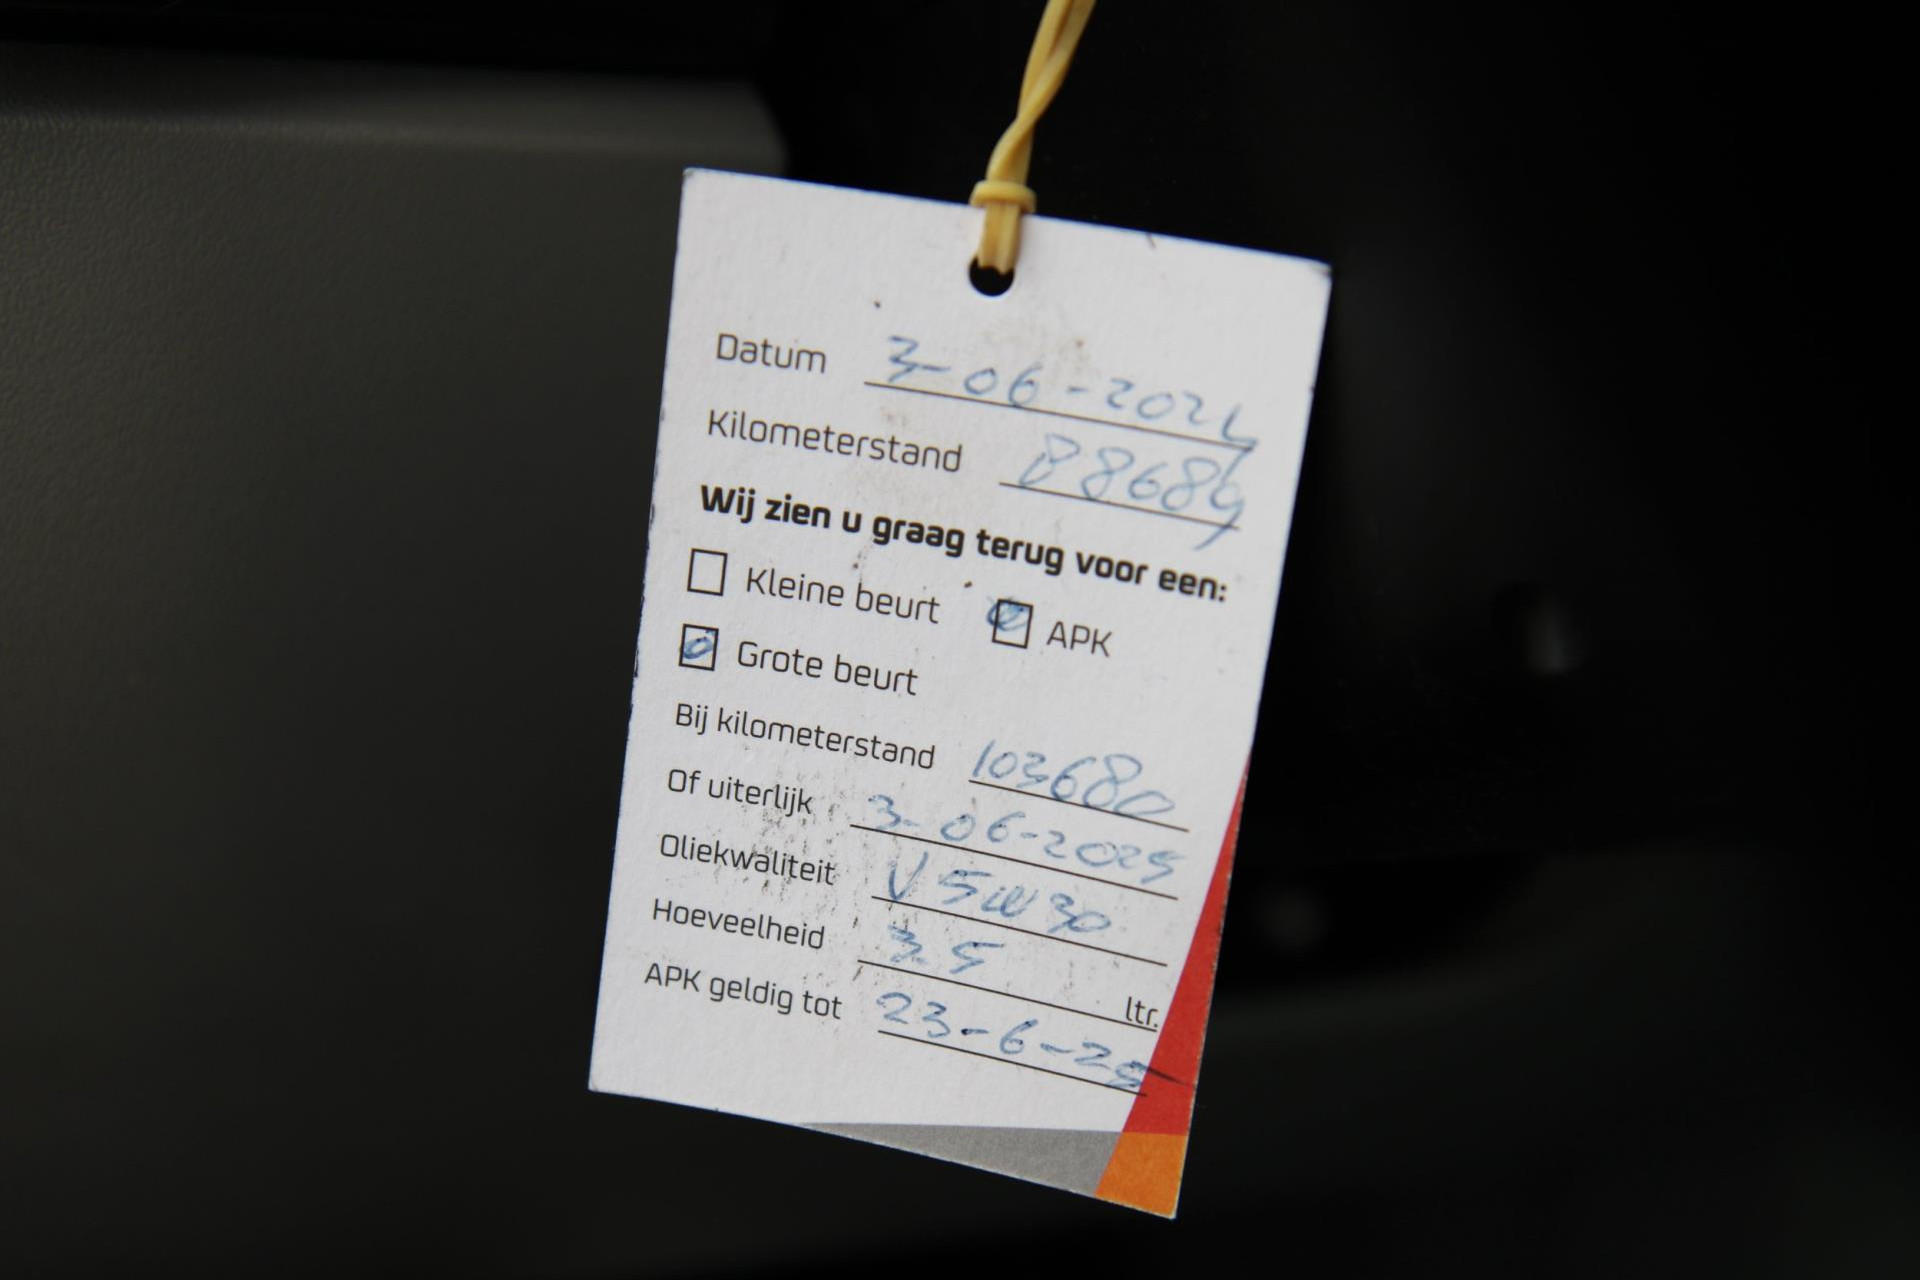 Datum 3-06-2024
Kilometerstand 88689
Wij zien u graag terug voor een:
Kleine beurt APK
Grote beurt
Bij kilometerstand 103680
Of uiterlijk 3-06-2025
Oliekwaliteit V 5W30
Hoeveelheid 3.5 ltr.
APK geldig tot 23-6-25